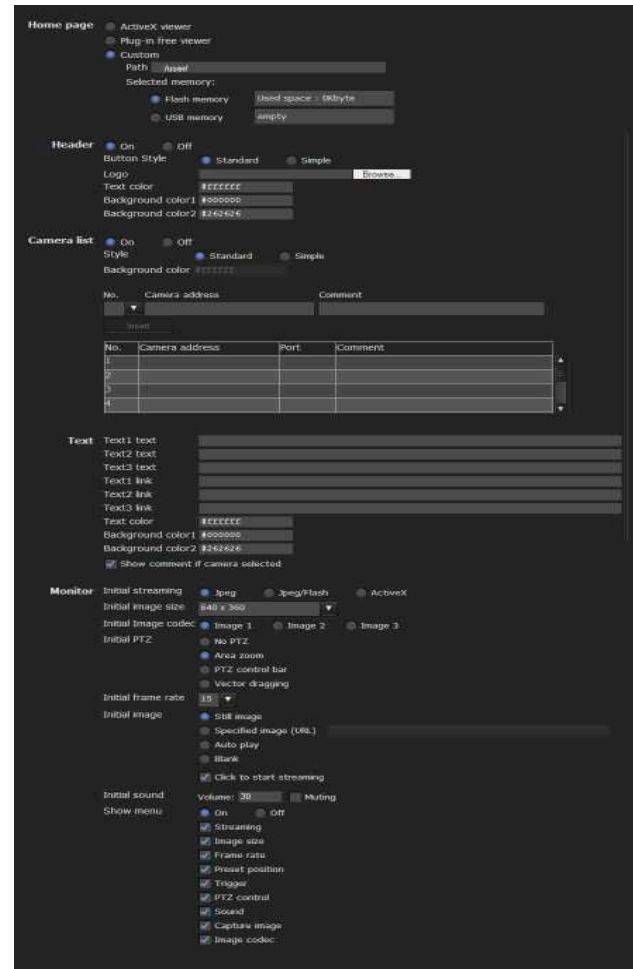 Home page
ActiveX viewer
Plug-in free viewer
Custom
Path
Selected memory:
Flash memory Used space : 0Kbyte
USB memory empty
Header On Off
Button Style Standard Simple
Logo Browse...
Text color #ffffff
Background color1 #000000
Background color2 #262626
Camera list On Off
Style Standard Simple
Background color #ffffff
No. Camera address Comment
Insert
No. Camera address Port Comment
1
2
3
4
Text Text1 text
Text2 text
Text3 text
Text1 link
Text2 link
Text3 link
Text color #ffffff
Background color1 #000000
Background color2 #262626
Show comment if camera selected
Monitor Initial streaming Jpeg Jpeg/Flash ActiveX
Initial image size 640 x 360
Initial Image codec Image 1 Image 2 Image 3
Initial PTZ No PTZ
Area zoom
PTZ control bar
Vector dragging
Initial frame rate 15
Initial image Still image
Specified image (URL)
Auto play
Blank
Click to start streaming
Initial sound Volume: 30 Muting
Show menu On Off
Streaming
Image size
Frame rate
Preset position
Trigger
PTZ control
Sound
Capture image
Image codec